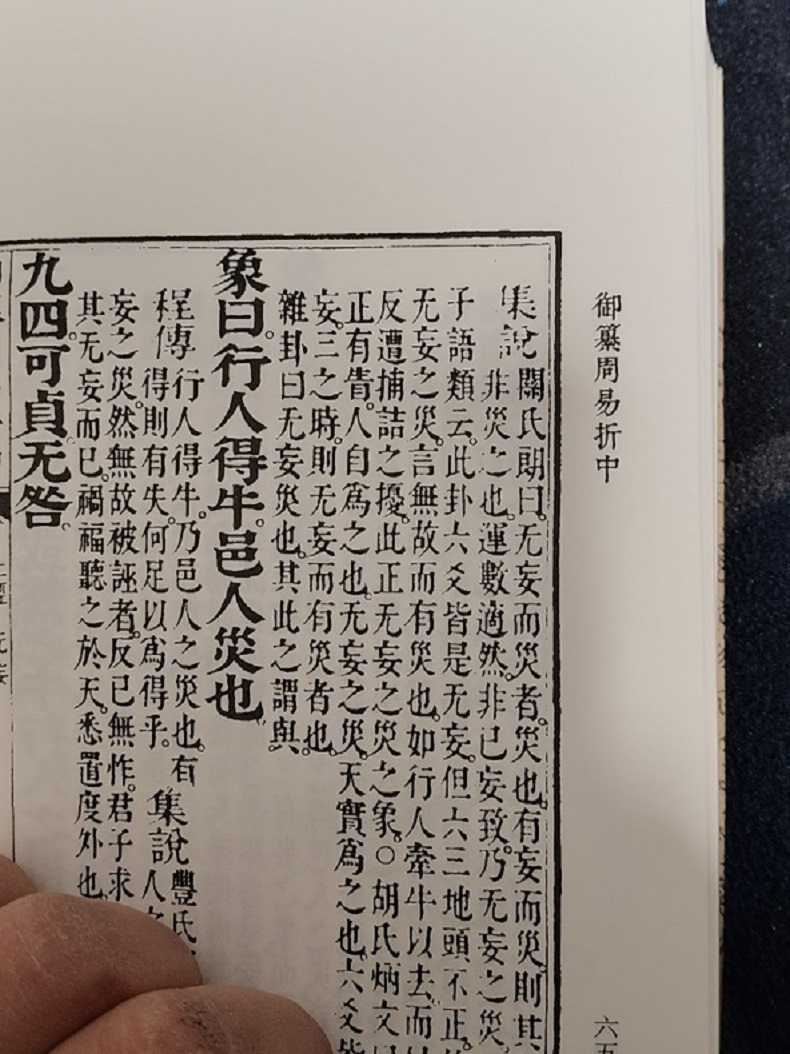 御纂周易折中
六五
集說 關氏朗曰。无妄而災者。災也。有妄而災。則其
非災之也。運數適然。非已妄致。乃无妄之災
子語類云。此卦六爻皆是无妄。但六三地頭不正。
无妄之災。言無故而有災也。如行人牽牛以去。而
反遭捕詰之擾。此正无妄之災之象。○胡氏炳文曰
正有眚。人自爲之也。无妄之災。天實爲之也。六爻皆
妄。三之時。則无妄而有災者也。
雜卦曰无妄災也。其此之謂與。
象曰。行人得牛。邑人災也。
程傳 行人得牛。乃邑人之災也。有
得則有失。何足以爲得乎。
集說 豐氏
人之
妄之災。然無故被誣者。反已無怍。君子求
其无妄而已。禍福聽之於天。悉置度外也。
九四。可貞。无咎。
无妄